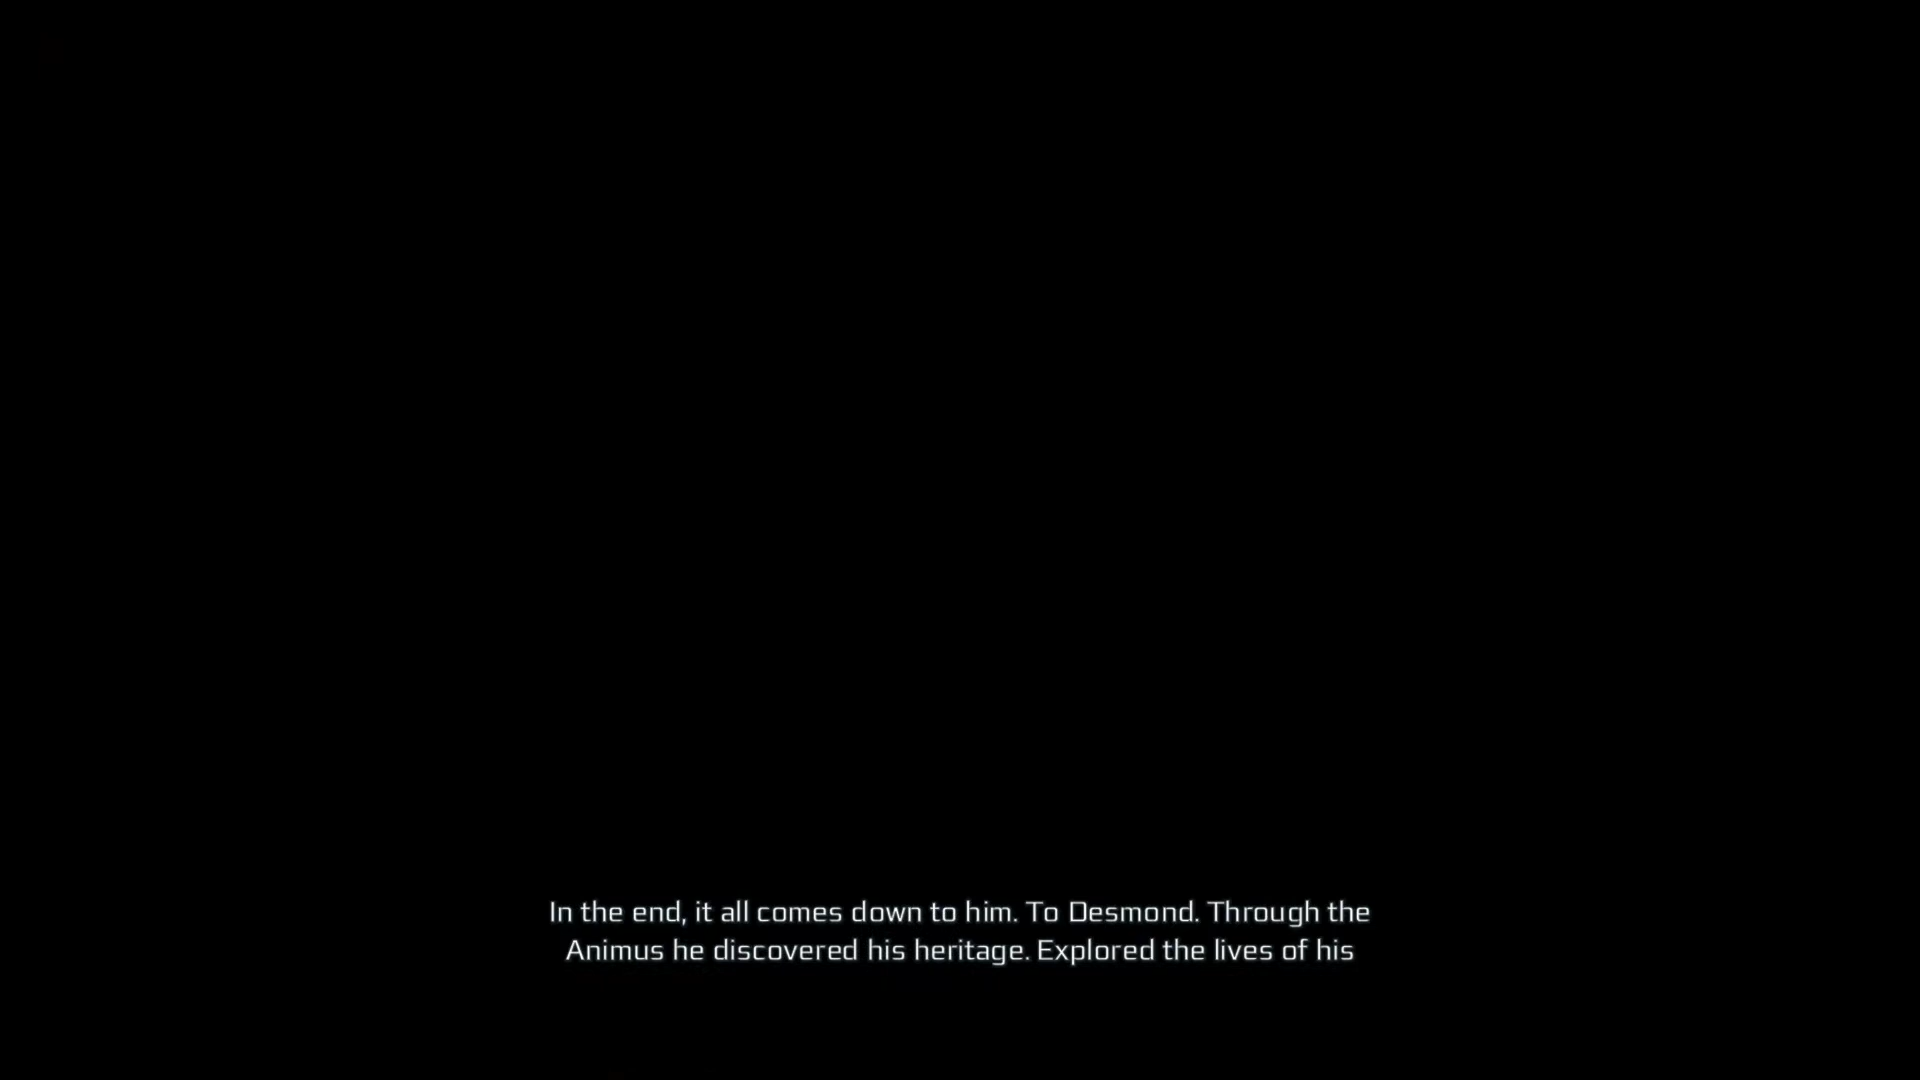 In the end, it all comes down to him. To Desmond. Through the
Animus he discovered his heritage. Explored the lives of his